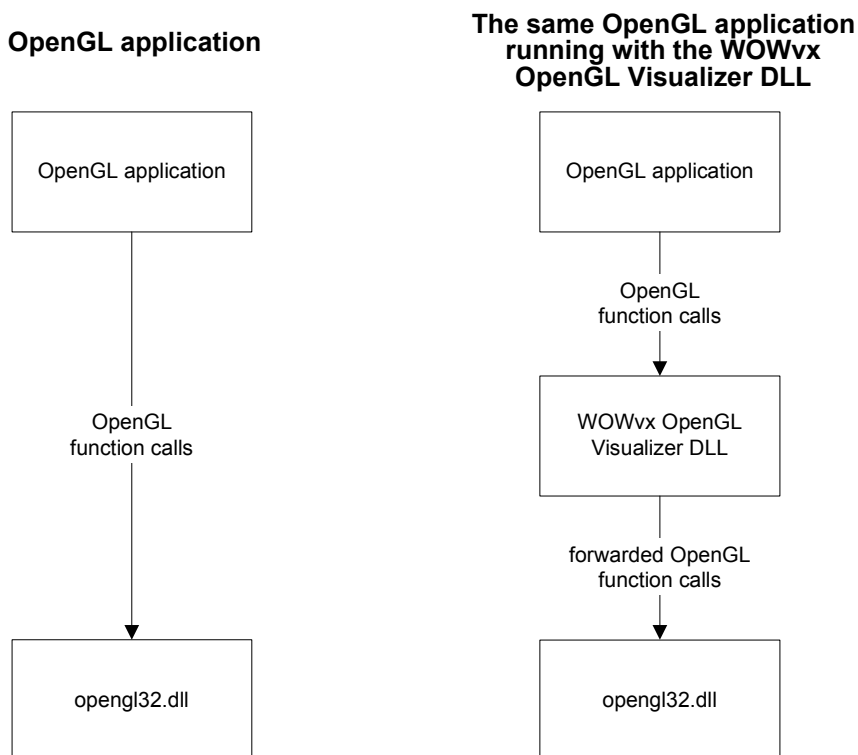 OpenGL application
OpenGL application
OpenGL
function calls
opengl32.dll
The same OpenGL application
running with the WOWvx
OpenGL Visualizer DLL
OpenGL application
OpenGL
function calls
WOWvx OpenGL
Visualizer DLL
forwarded OpenGL
function calls
opengl32.dll